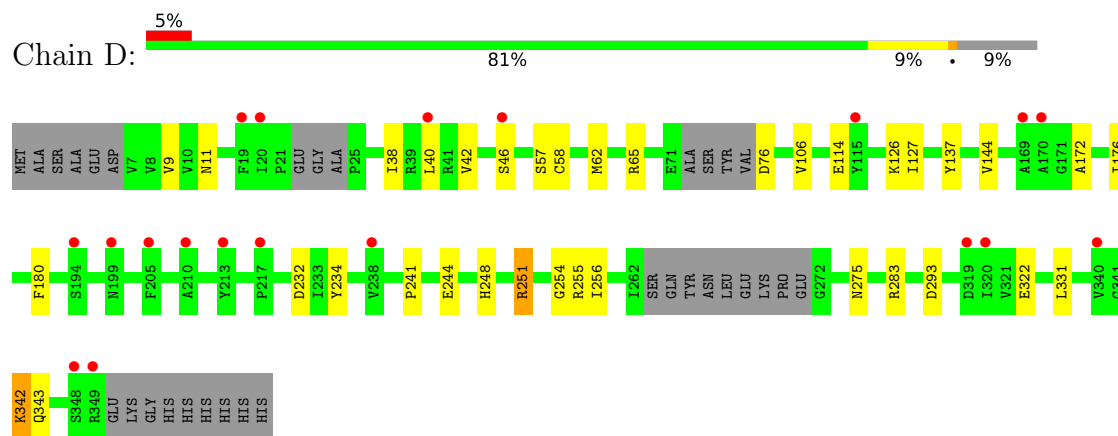 5%
Chain D:
81% 9% • 9%
MET ALA SER ALA GLU ASP V7 V8 V9 V10 N11 F19 I20 P21 GLU GLY ALA P25 I38 R39 L40 R41 V42 S46 S57 C58 M62 R65 E71 ALA SER TYR VAL D76 V106 E114 Y115 K126 I127 Y137 V144 A169 A170 G171 A172
F180 S194 N199 F205 A210 Y213 P217 D232 I233 Y234 V238 P241 E244 H248 R251 G254 R255 I256 I262 SER GLN TYR ASN LEU GLU LYS PRO GLU G272 N275 R283 D293 D319 I320 V321 E322 L331 V340
K342 Q343 S348 R349 GLU LYS GLY HIS HIS HIS HIS HIS HIS